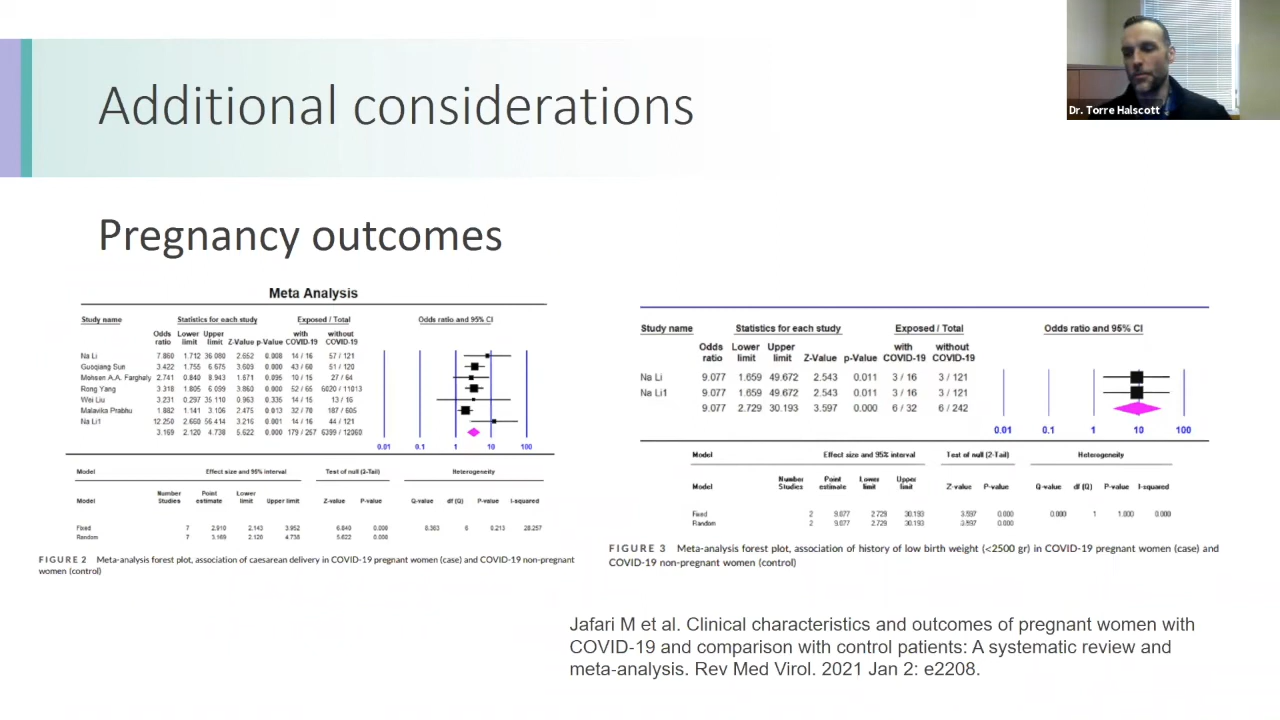 Additional considerations
Dr. Torre Halscott
Pregnancy outcomes
Meta Analysis
Study name Statistics for each study Exposed / Total Odds ratio and 95% CI
Odds ratio Lower limit Upper limit Z-Value p-Value with COVID-19 without COVID-19
Na Li 7.860 1.712 36.080 2.652 0.008 14 / 16 57 / 121
Guoqiang Sun 3.422 1.755 6.675 3.609 0.000 43 / 60 51 / 120
Mohsen A.A. Farghaly 2.741 0.840 8.943 1.671 0.095 10 / 15 27 / 64
Rong Yang 3.318 1.805 6.099 3.860 0.000 52 / 65 6020 / 11013
Wei Liu 3.231 0.297 35.110 0.963 0.335 14 / 15 13 / 16
Malavika Prabhu 1.882 1.141 3.106 2.475 0.013 32 / 70 187 / 605
Na Li1 12.250 2.660 56.414 3.216 0.001 14 / 16 44 / 121
3.169 2.120 4.738 5.622 0.000 179 / 257 6399 / 12060
0.01 0.1 1 10 100
Model Effect size and 95% interval Test of null (2-Tail) Heterogeneity
Model Number Studies Point estimate Lower limit Upper limit Z-value P-value Q-value df (Q) P-value I-squared
Fixed 7 2.910 2.143 3.952 6.840 0.000 8.363 6 0.213 28.257
Random 7 3.169 2.120 4.738 5.622 0.000
FIGURE 2 Meta-analysis forest plot, association of caesarean delivery in COVID-19 pregnant women (case) and COVID-19 non-pregnant
women (control)
Study name Statistics for each study Exposed / Total Odds ratio and 95% CI
Odds ratio Lower limit Upper limit Z-Value p-Value with COVID-19 without COVID-19
Na Li 9.077 1.659 49.672 2.543 0.011 3 / 16 3 / 121
Na Li1 9.077 1.659 49.672 2.543 0.011 3 / 16 3 / 121
9.077 2.729 30.193 3.597 0.000 6 / 32 6 / 242
0.01 0.1 1 10 100
Model Effect size and 95% interval Test of null (2-Tail) Heterogeneity
Model Number Studies Point estimate Lower limit Upper limit Z-value P-value Q-value df (Q) P-value I-squared
Fixed 2 9.077 2.729 30.193 3.597 0.000 0.000 1 1.000 0.000
Random 2 9.077 2.729 30.193 3.597 0.000
FIGURE 3 Meta-analysis forest plot, association of history of low birth weight (<2500 gr) in COVID-19 pregnant women (case) and
COVID-19 non-pregnant women (control)
Jafari M et al. Clinical characteristics and outcomes of pregnant women with
COVID-19 and comparison with control patients: A systematic review and
meta-analysis. Rev Med Virol. 2021 Jan 2: e2208.